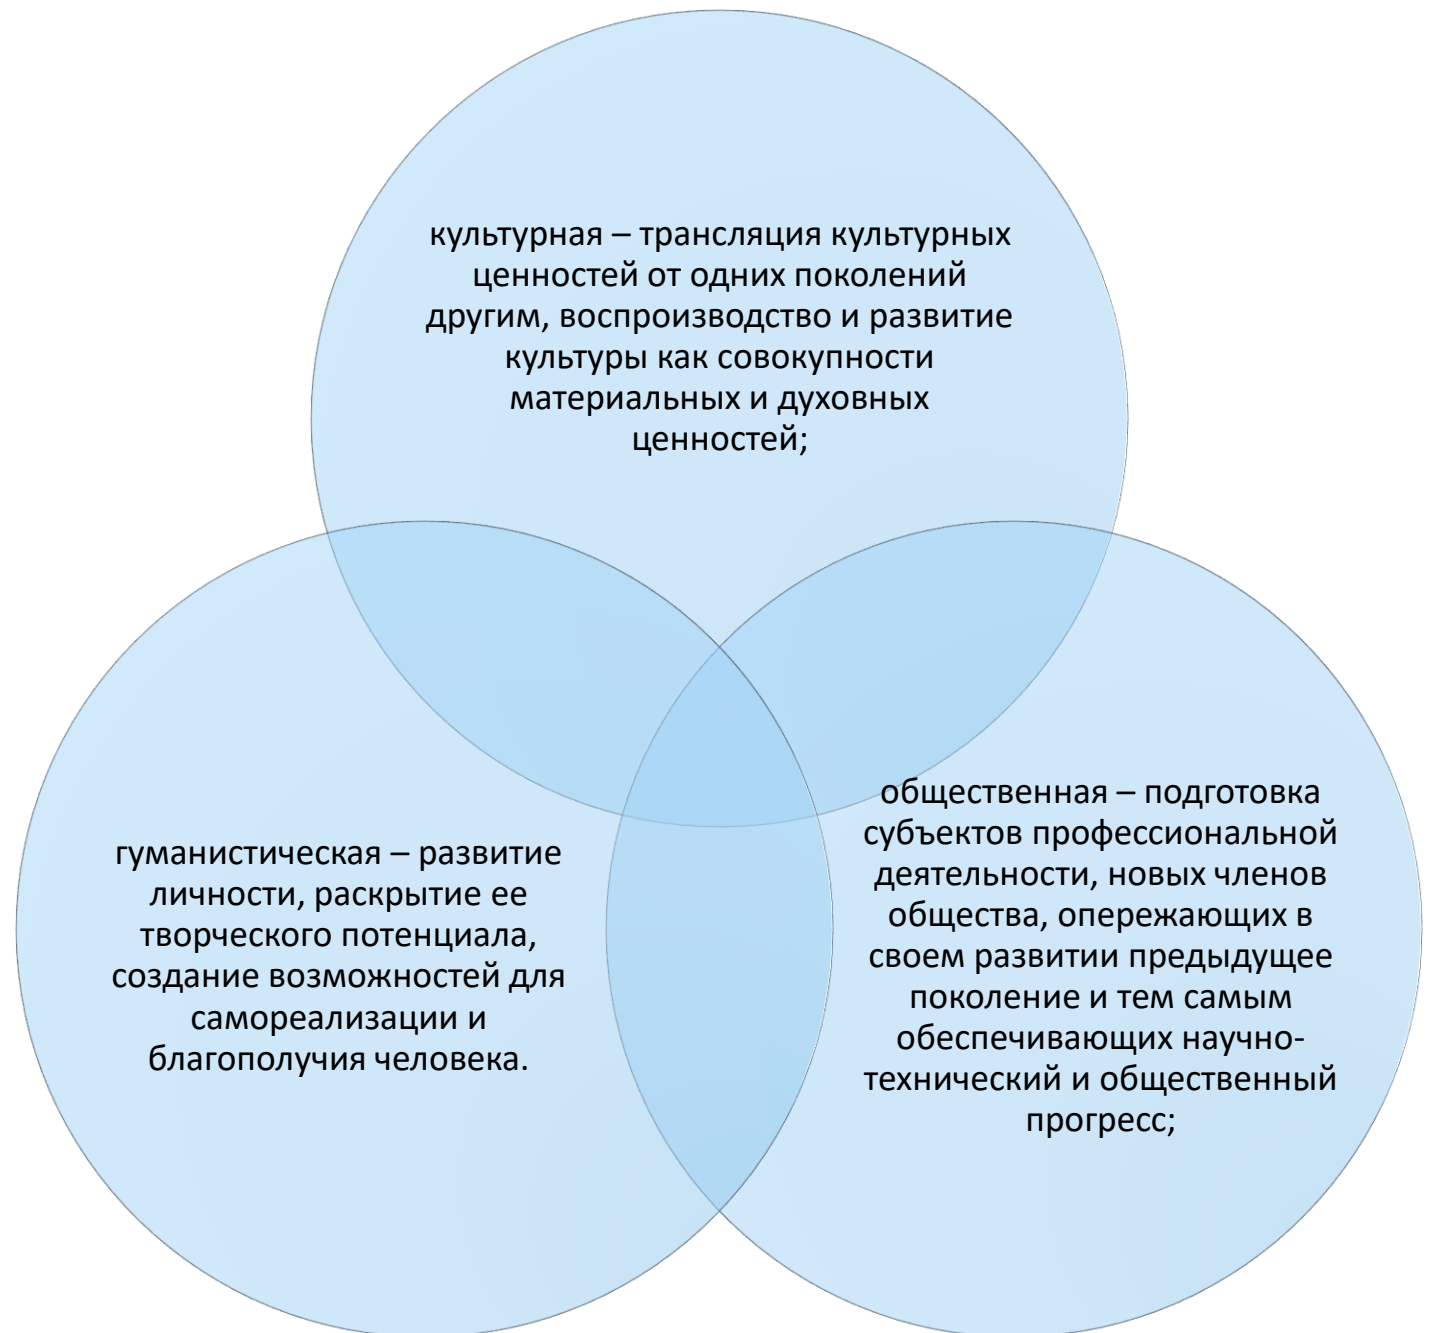 культурная – трансляция культурных
ценностей от одних поколений
другим, воспроизводство и развитие
культуры как совокупности
материальных и духовных
ценностей;
общественная – подготовка
субъектов профессиональной
деятельности, новых членов
общества, опережающих в
своем развитии предыдущее
поколение и тем самым
обеспечивающих научно-
технический и общественный
прогресс;
гуманистическая – развитие
личности, раскрытие ее
творческого потенциала,
создание возможностей для
самореализации и
благополучия человека.